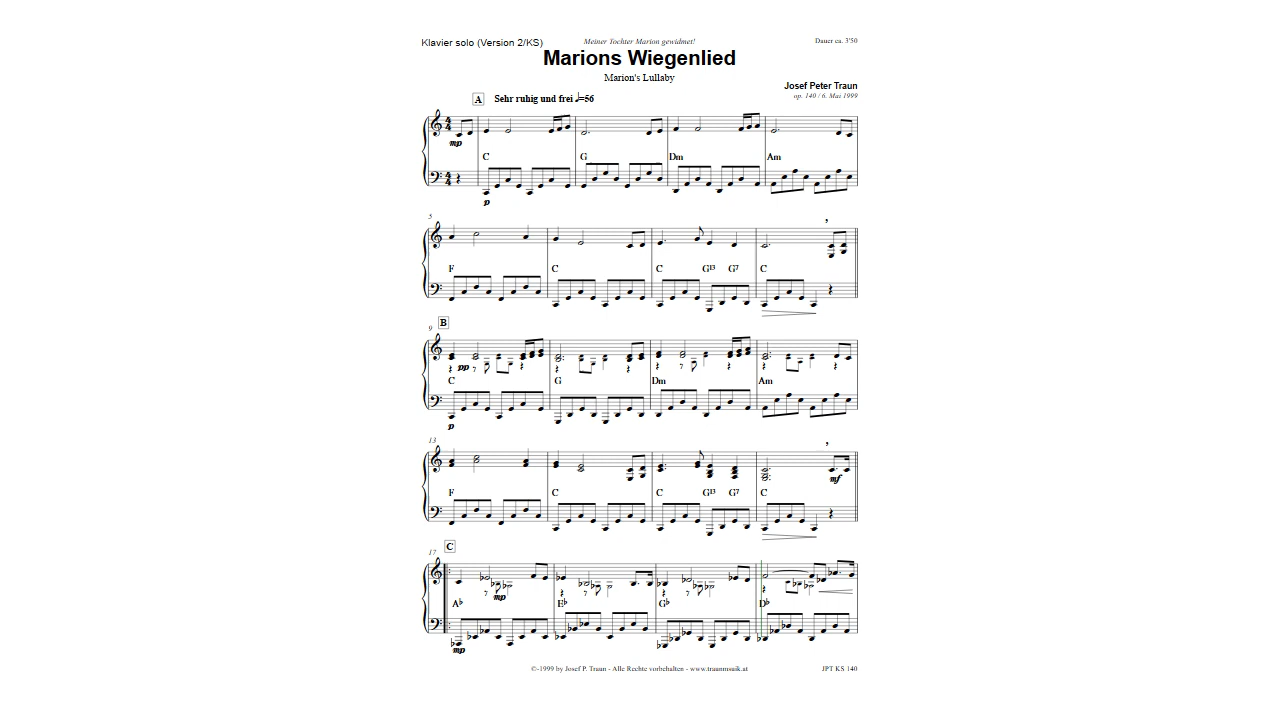 Klavier solo (Version 2/KS)
Meiner Tochter Marion gewidmet!
Dauer ca. 3'50
Marions Wiegenlied
Marion's Lullaby
Josef Peter Traun
op. 140 / 6. Mai 1999
A Sehr ruhig und frei ♩=56
mp
C G Dm Am
p
5
,
F C C G13 G7 C
B
9
pp
C G Dm Am
p
13
,
mf
F C C G13 G7 C
C
17
mp
A♭ E♭ G♭ D♭
mp
©-1999 by Josef P. Traun - Alle Rechte vorbehalten - www.traunmusik.at
JPT KS 140